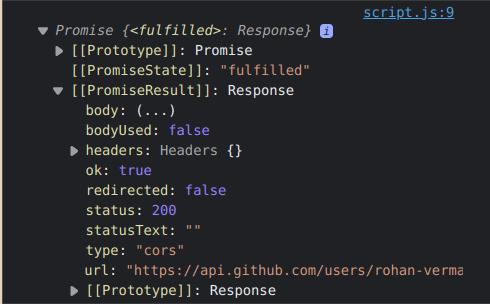 script.js:9
Promise {<fulfilled>: Response} i
[[Prototype]]: Promise
[[PromiseState]]: "fulfilled"
[[PromiseResult]]: Response
body: (...)
bodyUsed: false
headers: Headers {}
ok: true
redirected: false
status: 200
statusText: ""
type: "cors"
url: "https://api.github.com/users/rohan-verma
[[Prototype]]: Response